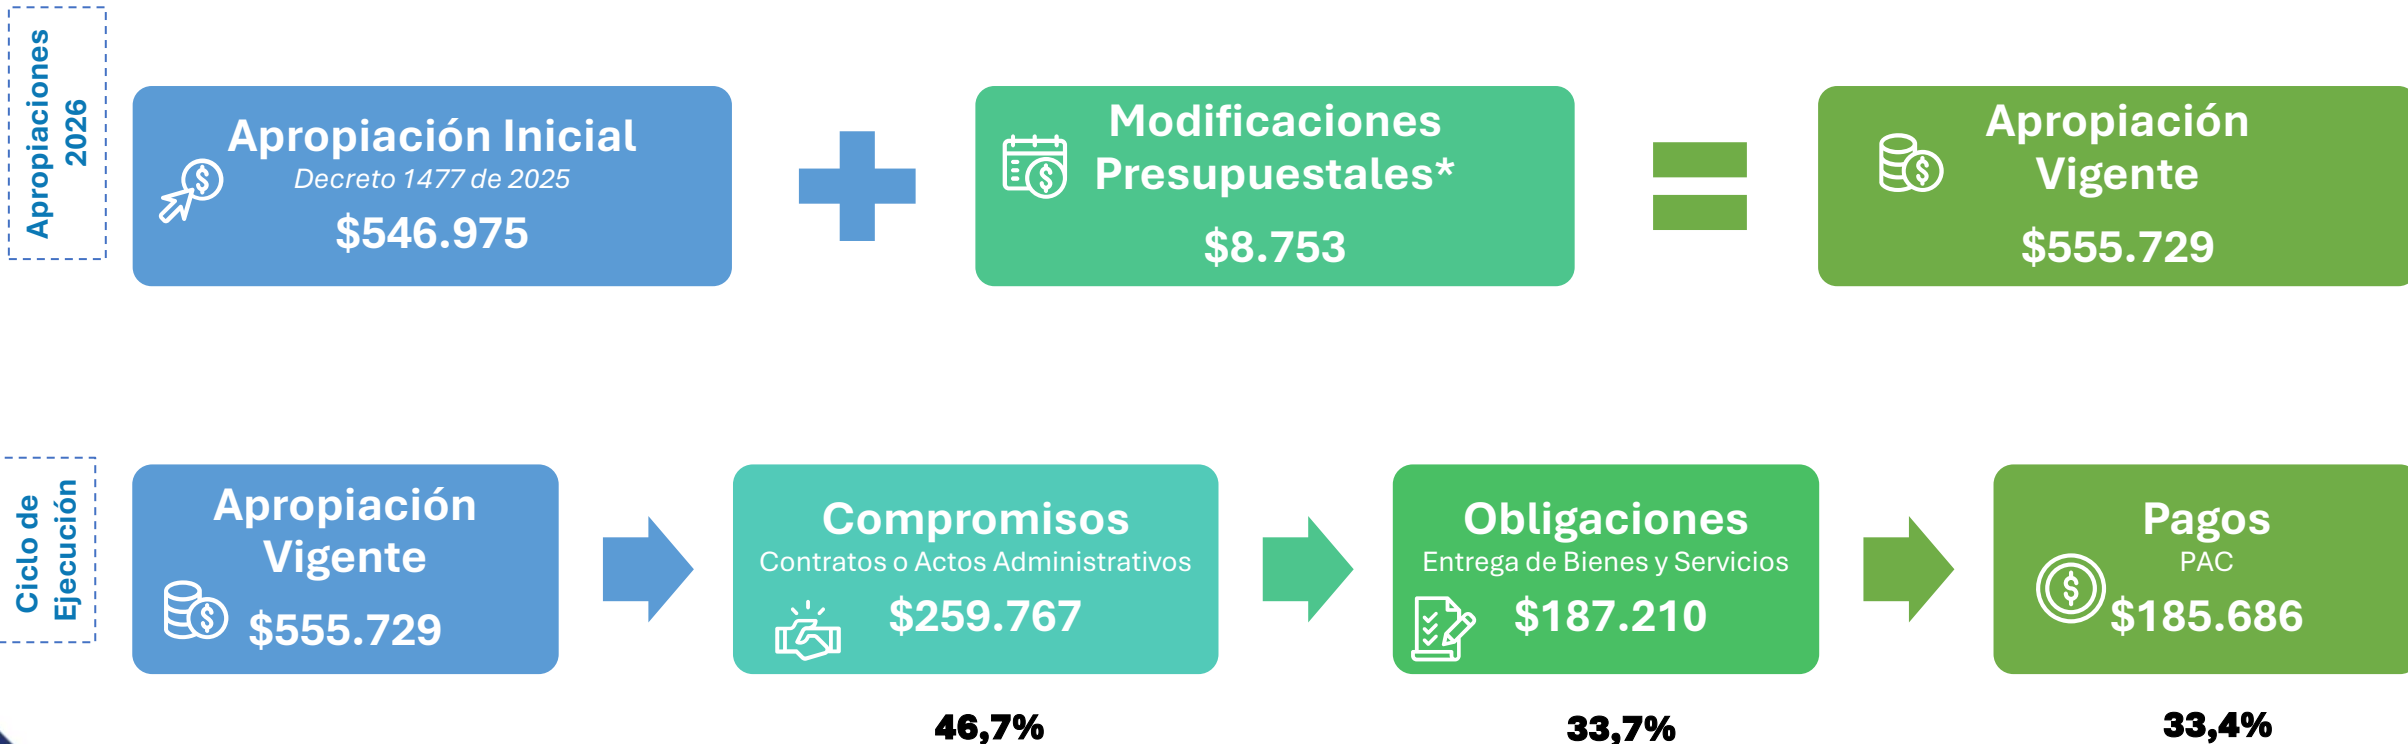 Apropiaciones
2026
Apropiación Inicial
Decreto 1477 de 2025
$546.975
Modificaciones
Presupuestales*
$8.753
Apropiación
Vigente
$555.729
Ciclo de
Ejecución
Apropiación
Vigente
$555.729
Compromisos
Contratos o Actos Administrativos
$259.767
46,7%
Obligaciones
Entrega de Bienes y Servicios
$187.210
33,7%
Pagos
PAC
$185.686
33,4%